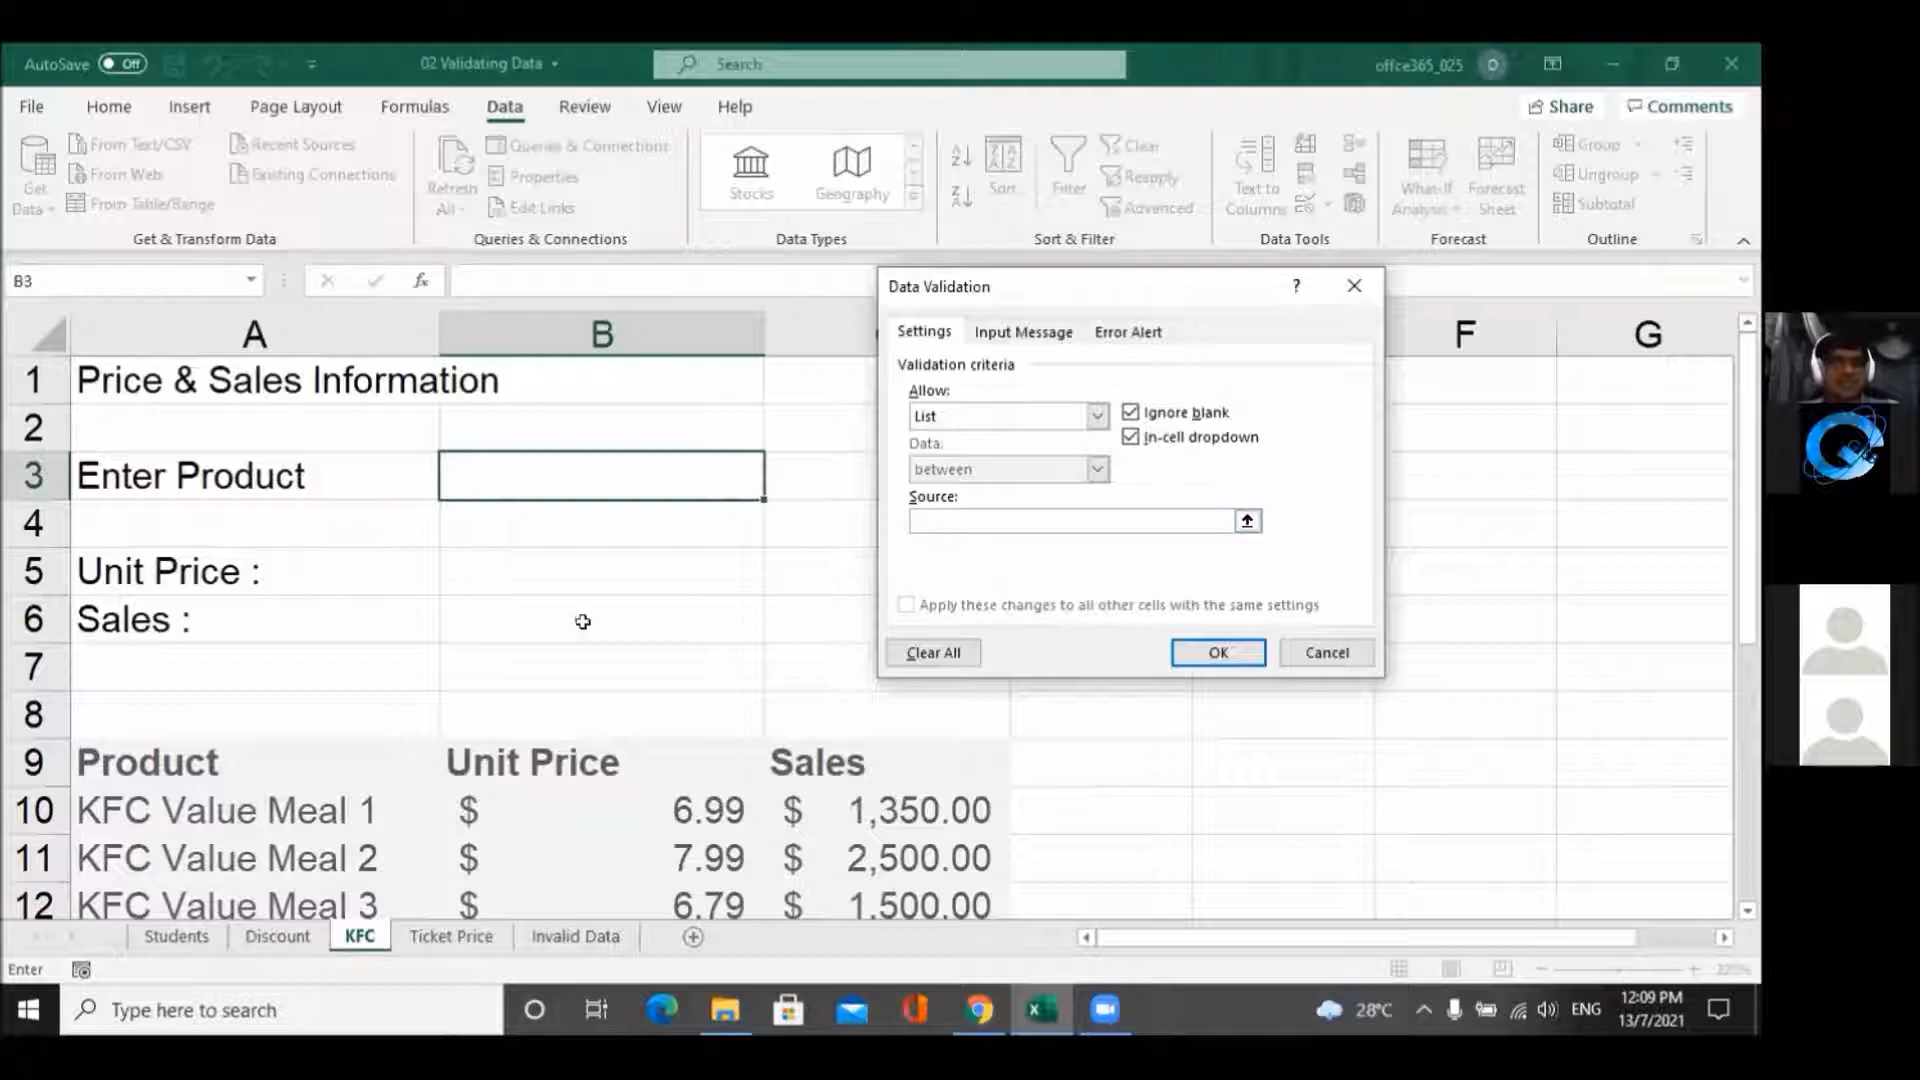 AutoSave Off 02 Validating Data Search offce365_025 O
File Home Insert Page Layout Formulas Data Review View Help Share Comments
Get Data
From Text/CSV
From Web
From Table/Range
Recent Sources
Existing Connections
Get & Transform Data
Refresh All
Queries & Connections
Properties
Edit Links
Queries & Connections
Stocks
Geography
Data Types
Sort
Filter
Clear
Reapply
Advanced
Sort & Filter
Text to Columns
Data Tools
What-If Analysis
Forecast Sheet
Forecast
Group
Ungroup
Subtotal
Outline
B3 fx
A B F G
1 Price & Sales Information
2
3 Enter Product
4
5 Unit Price :
6 Sales :
7
8
9 Product Unit Price Sales
10 KFC Value Meal 1 $ 6.99 $ 1,350.00
11 KFC Value Meal 2 $ 7.99 $ 2,500.00
12 KFC Value Meal 3 $ 6.79 $ 1,500.00
Data Validation ?
Settings Input Message Error Alert
Validation criteria
Allow:
List
Ignore blank
In-cell dropdown
Data:
between
Source:
Apply these changes to all other cells with the same settings
Clear All OK Cancel
Students Discount KFC Ticket Price Invalid Data
Enter
Type here to search
28°C ENG
12:09 PM
13/7/2021